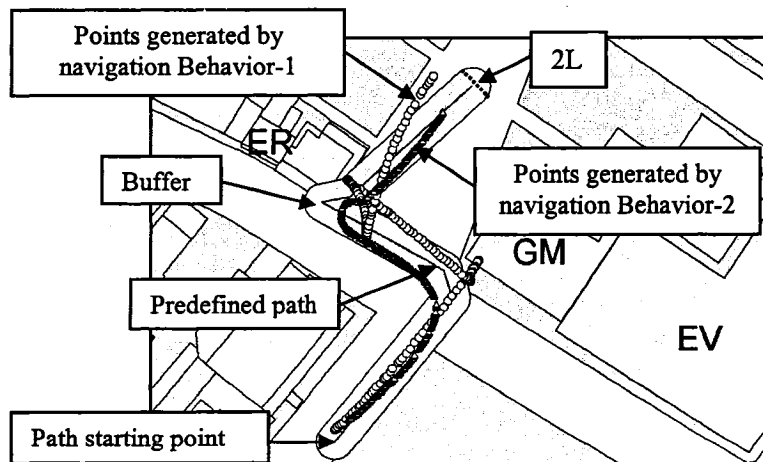 Points generated by
navigation Behavior-1
2L
ER
Buffer
Points generated by
navigation Behavior-2
GM
Predefined path
EV
Path starting point